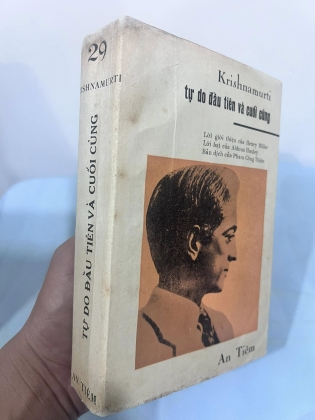 29
KRISHNAMURTI
TỰ DO ĐẦU TIÊN VÀ CUỐI CÙNG
AN TIÊM
Krishnamurti
tự do đầu tiên và cuối cùng
Lời giới thiệu của Henry Miller
Lời bạt của Aldous Huxley
Bản dịch của Phạm Công Thiện
An Tiêm